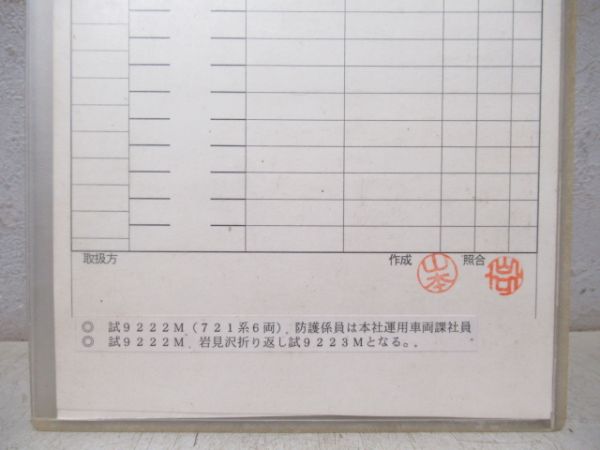 取扱方 作成 山本 照合
◎ 試9222M(721系6両)、防護係員は本社運用車両課社員
◎ 試9222M、岩見沢折り返し試9223Mとなる。.